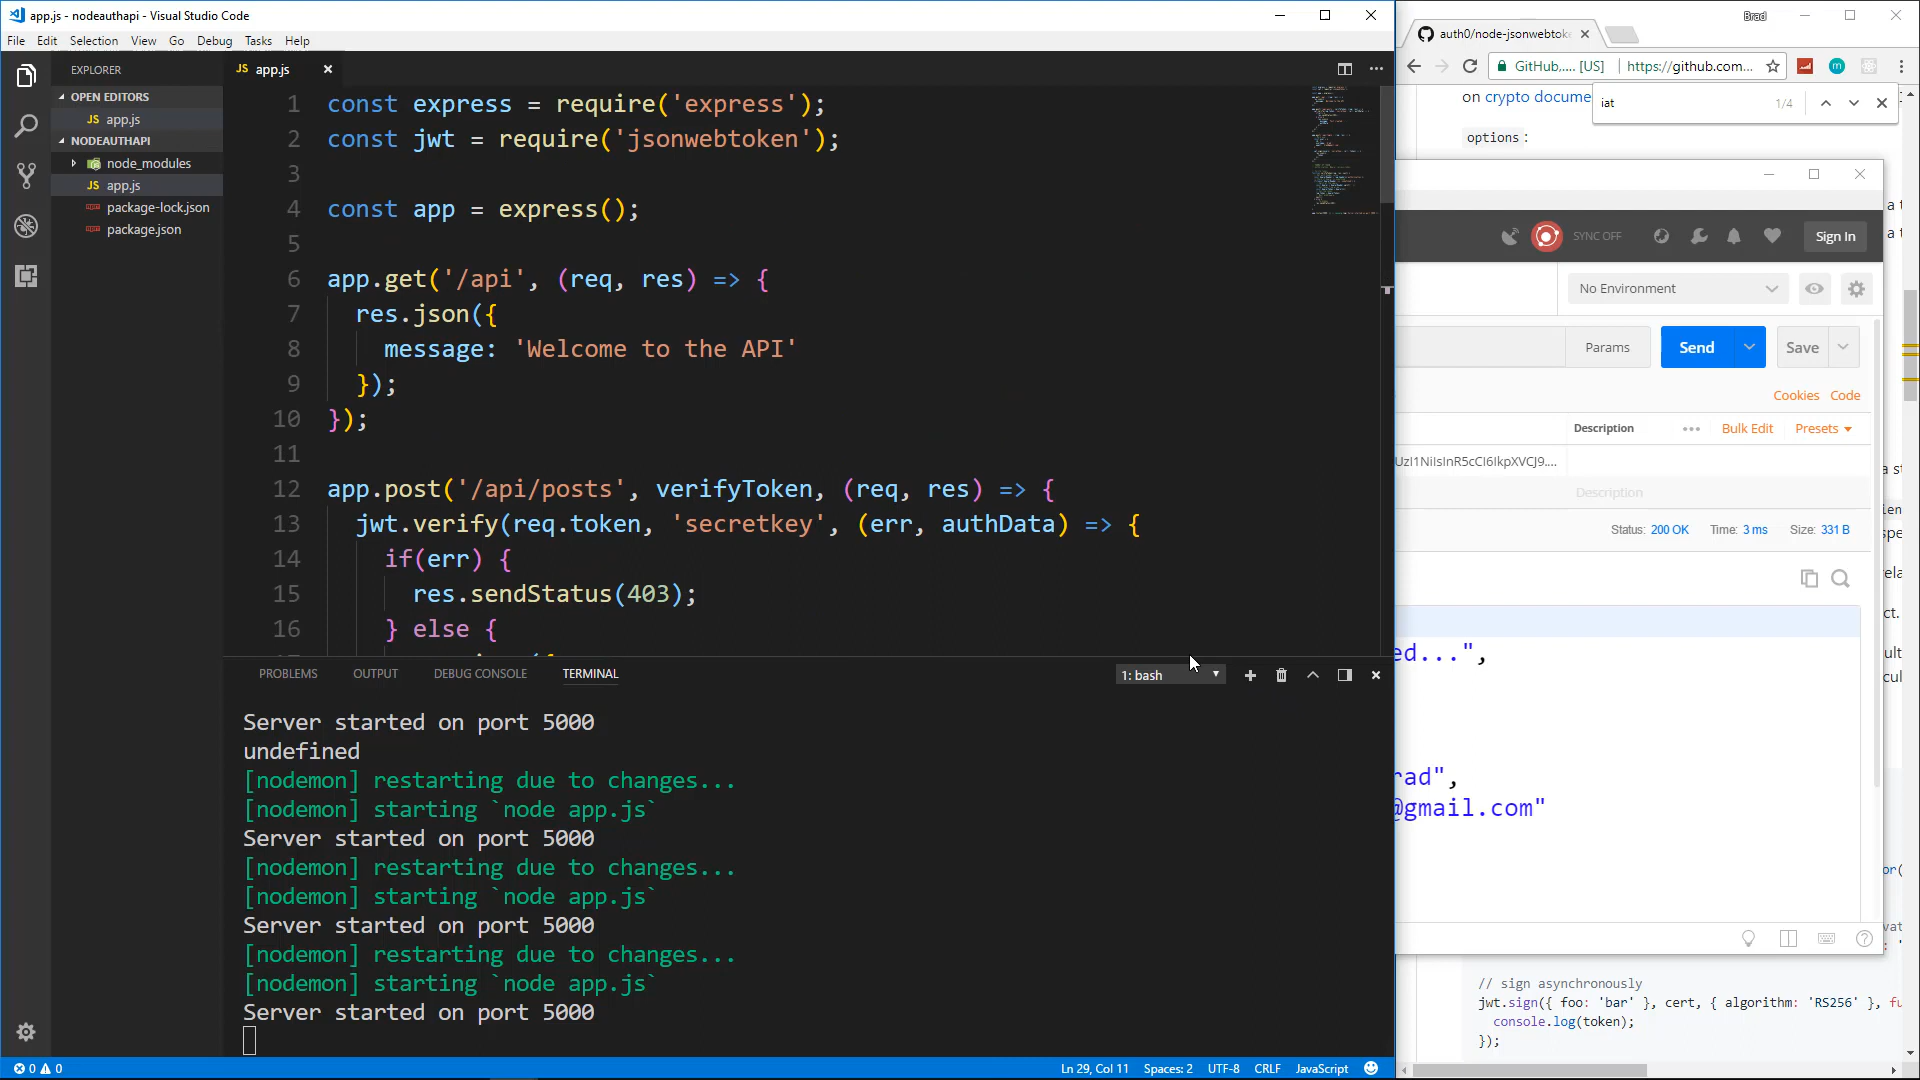 app.js - nodeauthapi - Visual Studio Code
File Edit Selection View Go Debug Tasks Help
EXPLORER
OPEN EDITORS
JS app.js
NODEAUTHAPI
node_modules
JS app.js
package-lock.json
package.json
JS app.js
1 const express = require('express');
2 const jwt = require('jsonwebtoken');
3
4 const app = express();
5
6 app.get('/api', (req, res) => {
7 res.json({
8 message: 'Welcome to the API'
9 });
10 });
11
12 app.post('/api/posts', verifyToken, (req, res) => {
13 jwt.verify(req.token, 'secretkey', (err, authData) => {
14 if(err) {
15 res.sendStatus(403);
16 } else {
PROBLEMS OUTPUT DEBUG CONSOLE TERMINAL
1: bash
Server started on port 5000
undefined
[nodemon] restarting due to changes...
[nodemon] starting `node app.js`
Server started on port 5000
[nodemon] restarting due to changes...
[nodemon] starting `node app.js`
Server started on port 5000
[nodemon] restarting due to changes...
[nodemon] starting `node app.js`
Server started on port 5000
0 0
Ln 29, Col 11 Spaces: 2 UTF-8 CRLF JavaScript
Brad
auth0/node-jsonwebtoke
GitHub,.... [US] https://github.com...
on crypto docume
iat 1/4
options :
SYNC OFF
Sign In
No Environment
Params Send Save
Cookies Code
Description Bulk Edit Presets
UzI1NiIsInR5cCI6IkpXVCJ9....
Description
Status: 200 OK Time: 3 ms Size: 331 B
ed...",
rad",
@gmail.com"
// sign asynchronously
jwt.sign({ foo: 'bar' }, cert, { algorithm: 'RS256' }, fu
console.log(token);
});